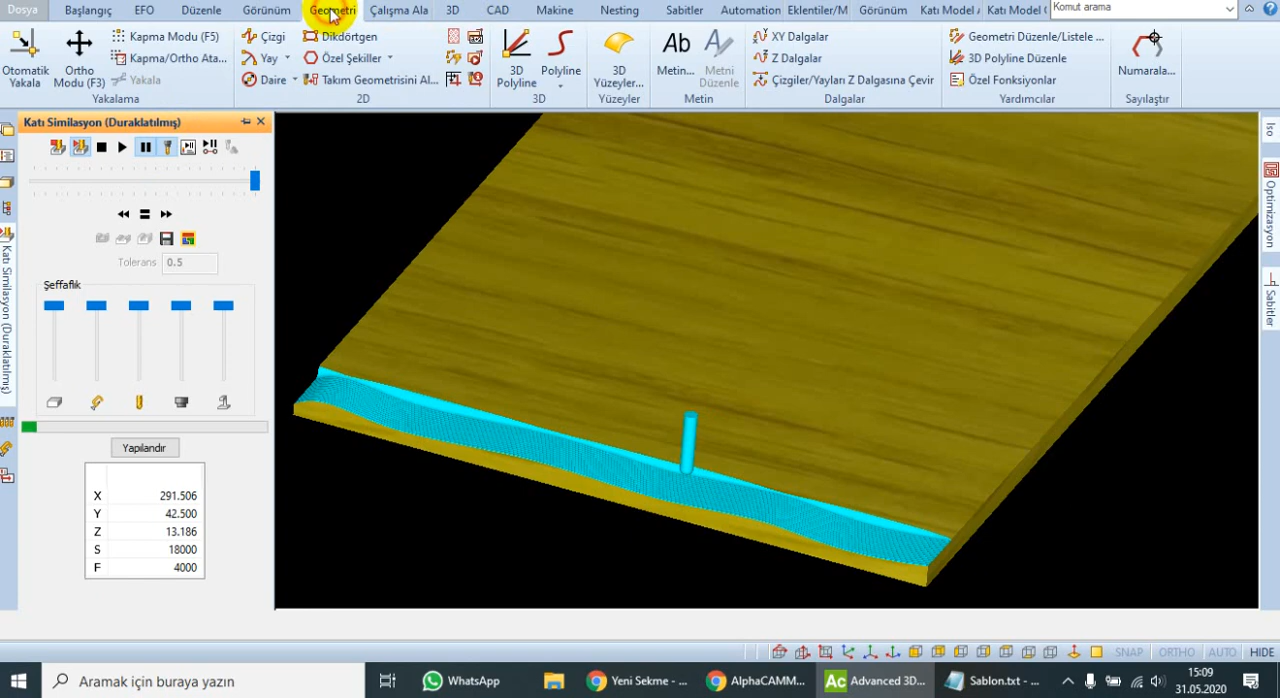 Dosya Başlangıç EFO Düzenle Görünüm Geometri Çalışma Ala 3D CAD Makine Nesting Sabitler Automation Eklentiler/M Görünüm Katı Model Katı Model Komut arama
Otomatik Yakala
Ortho Modu (F3)
Kapma Modu (F5)
Kapma/Ortho Ata...
Yakala
Yakalama
Çizgi
Yay
Daire
Dikdörtgen
Özel Şekiller
Takım Geometrisini Al...
2D
3D Polyline
Polyline
3D
3D Yüzeyler...
Yüzeyler
Metin...
Metni Düzenle
Metin
XY Dalgalar
Z Dalgalar
Çizgiler/Yayları Z Dalgasına Çevir
Dalgalar
Geometri Düzenle/Listele ...
3D Polyline Düzenle
Özel Fonksiyonlar
Yardımcılar
Numarala...
Sayılaştır
Katı Similasyon (Duraklatılmış)
Tolerans 0.5
Şeffaflık
Yapılandır
X 291.506
Y 42.500
Z 13.186
S 18000
F 4000
Katı Similasyon (Duraklatılmış)
Iso
Optimizasyon
Sabitler
SNAP ORTHO AUTO HIDE
Aramak için buraya yazın
WhatsApp
Yeni Sekme - ...
AlphaCAMM...
Ac Advanced 3D...
Sablon.txt - ...
15:09
31.05.2020